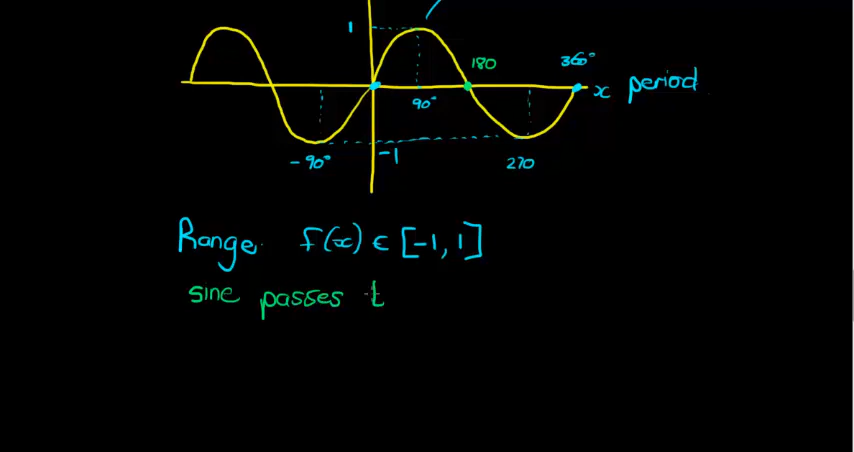 1
180
360°
x period
90°
-1
-90°
270
Range f(x) ∈ [-1, 1]
sine passes t